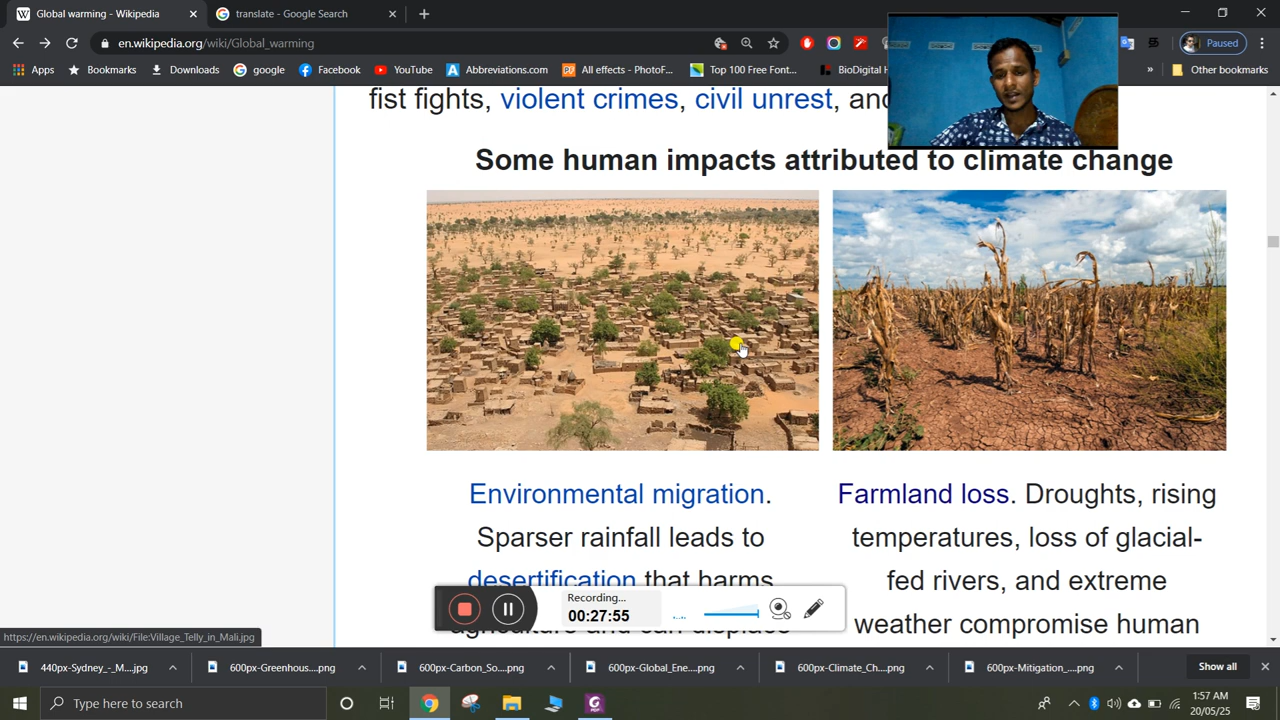 Global warming - Wikipedia
translate - Google Search
en.wikipedia.org/wiki/Global_warming
Paused
Apps
Bookmarks
Downloads
google
Facebook
YouTube
Abbreviations.com
All effects - PhotoF...
Top 100 Free Font...
BioDigital H
»
Other bookmarks
fist fights, violent crimes, civil unrest, and
Some human impacts attributed to climate change
Environmental migration.
Sparser rainfall leads to
desertification that harms
agriculture and can displace
Farmland loss. Droughts, rising
temperatures, loss of glacial-
fed rivers, and extreme
weather compromise human
Recording...
00:27:55
https://en.wikipedia.org/wiki/File:Village_Telly_in_Mali.jpg
440px-Sydney_-_M...jpg
600px-Greenhous....png
600px-Carbon_So....png
600px-Global_Ene....png
600px-Climate_Ch....png
600px-Mitigation_....png
Show all
Type here to search
1:57 AM
20/05/25